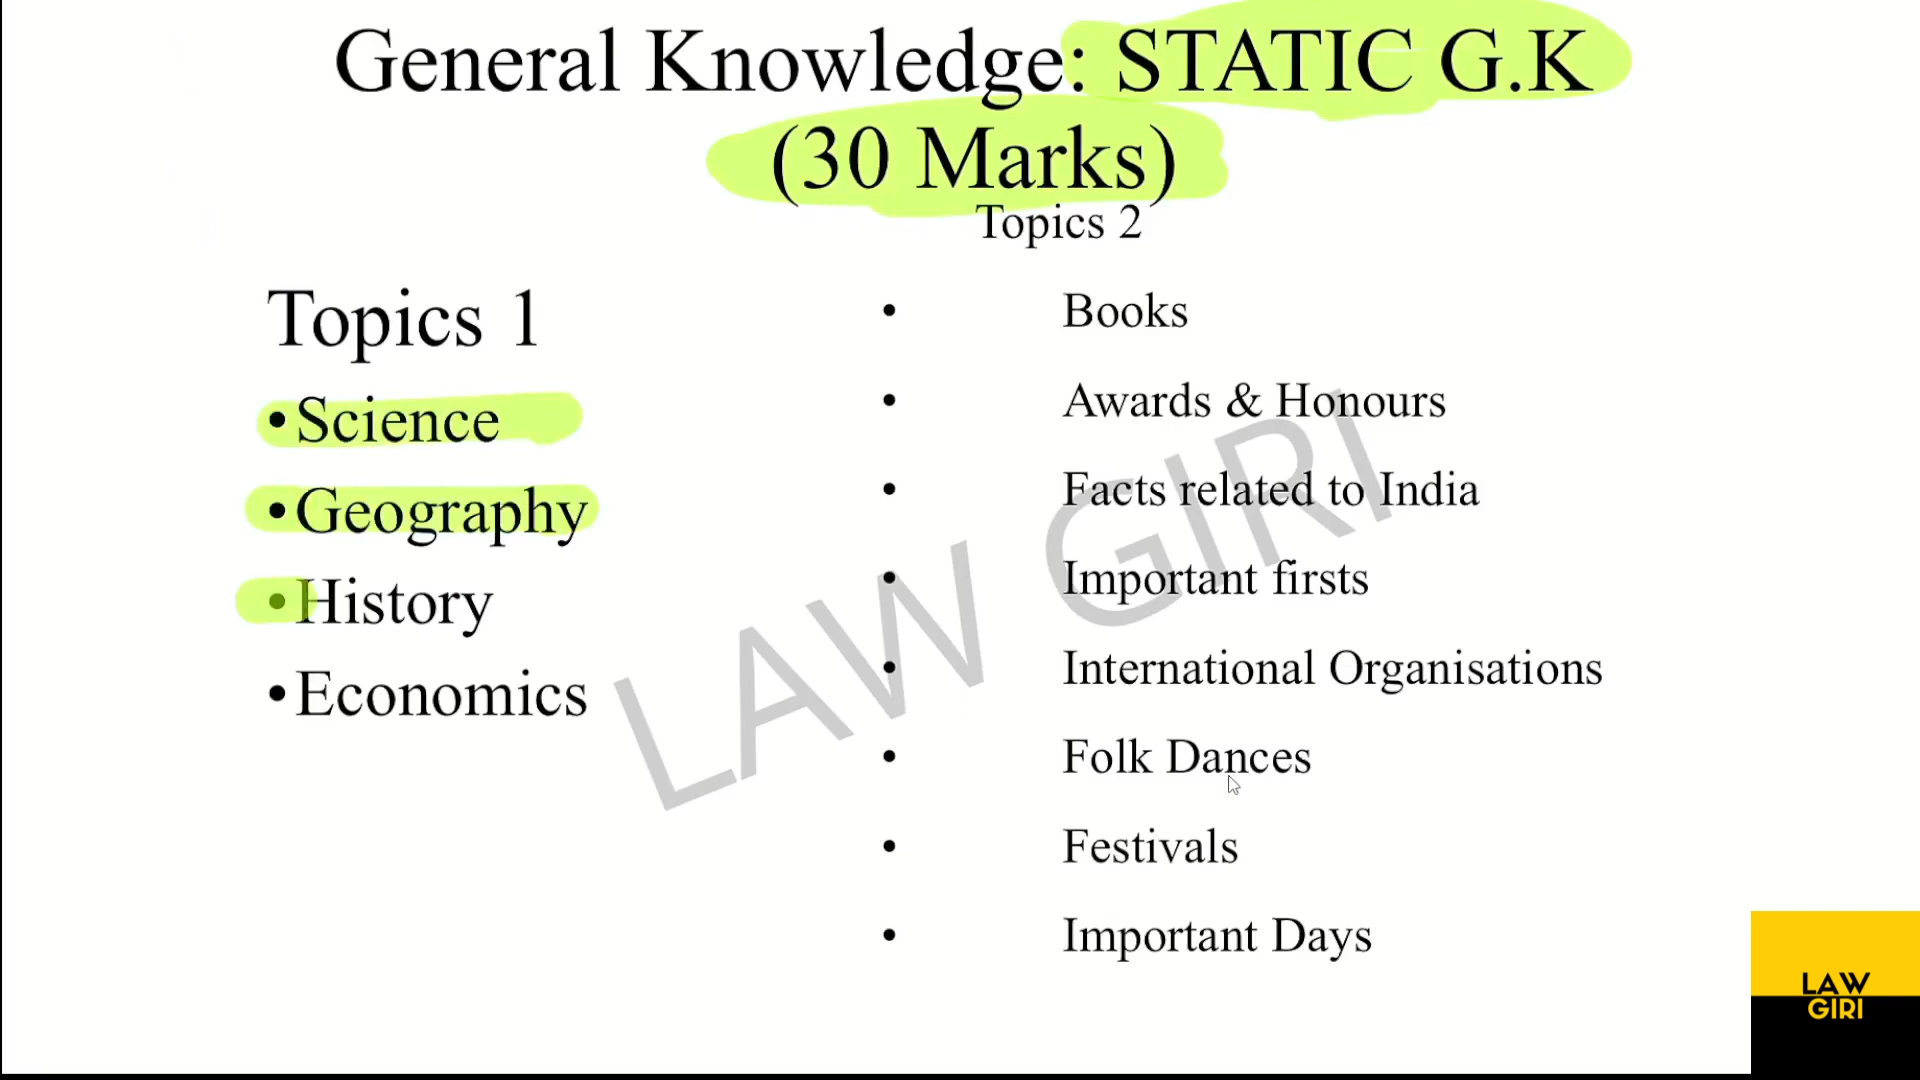 General Knowledge: STATIC G.K
(30 Marks)
Topics 1
•Science
•Geography
•History
•Economics
Topics 2
• Books
• Awards & Honours
• Facts related to India
• Important firsts
• International Organisations
• Folk Dances
• Festivals
• Important Days
LAW GIRI
LAW
GIRI